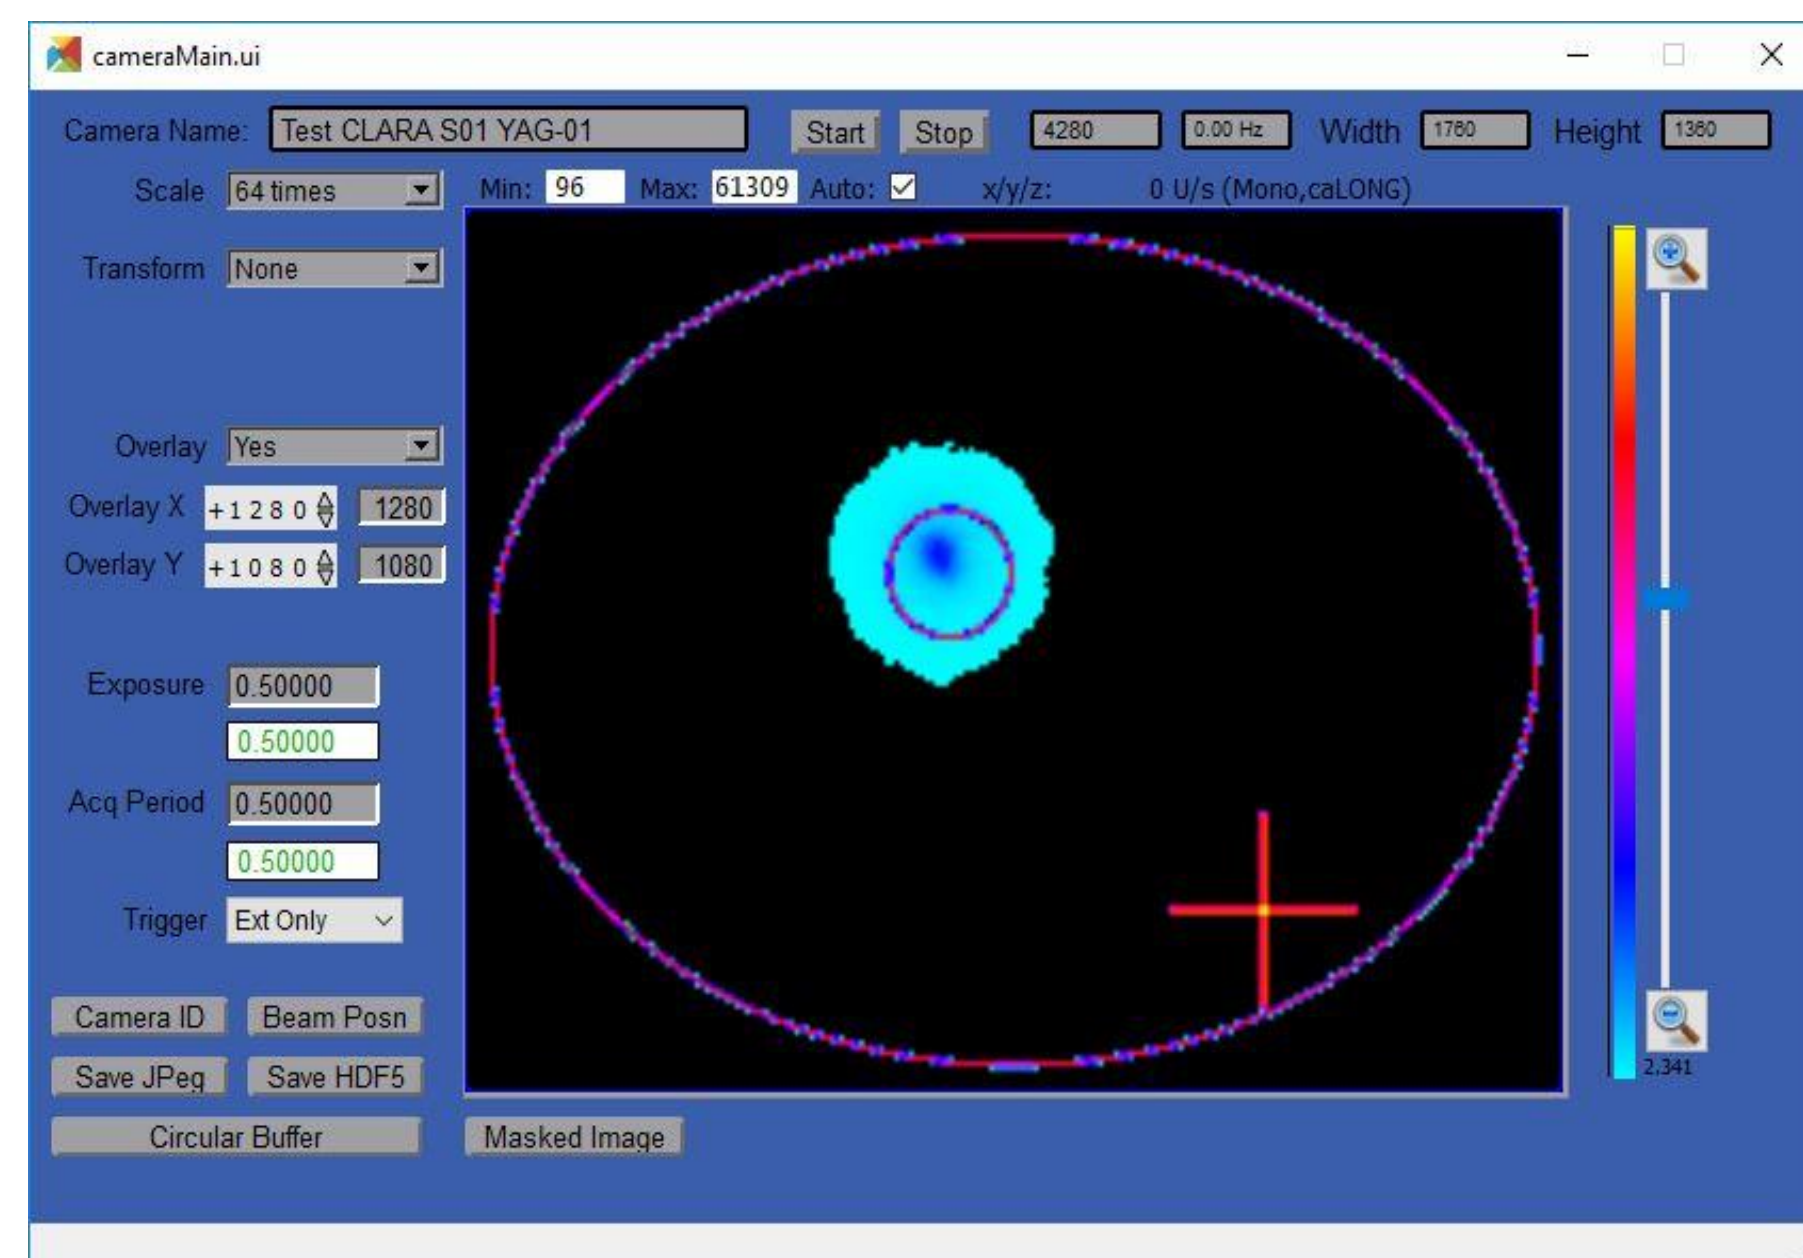 cameraMain.ui
Camera Name: Test CLARA S01 YAG-01 Start Stop 4280 0.00 Hz Width 1760 Height 1360
Scale 64 times Min: 96 Max: 61309 Auto: x/y/z: 0 U/s (Mono,caLONG)
Transform None
Overlay Yes
Overlay X +1280 1280
Overlay Y +1080 1080
Exposure 0.50000
0.50000
Acq Period 0.50000
0.50000
Trigger Ext Only
Camera ID Beam Posn
Save JPeg Save HDF5
2.341
Circular Buffer Masked Image